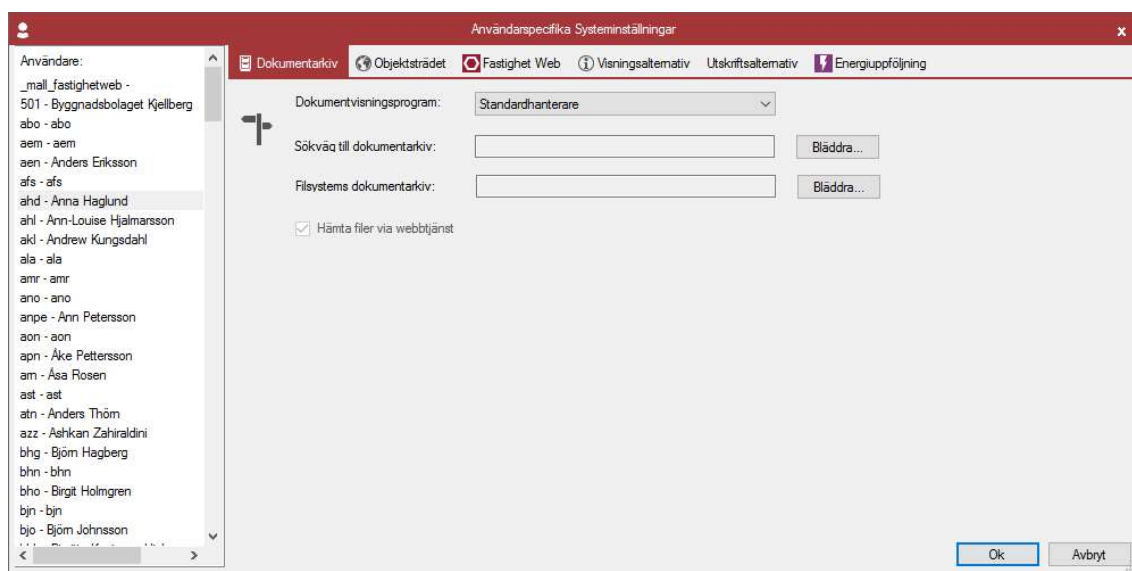 Användarspecifika Systeminställningar
x
Användare:
_mall_fastighetweb -
501 - Byggnadsbolaget Kjellberg
abo - abo
aem - aem
aen - Anders Eriksson
afs - afs
ahd - Anna Haglund
ahl - Ann-Louise Hjalmarsson
akl - Andrew Kungsdahl
ala - ala
amr - amr
ano - ano
anpe - Ann Petersson
aon - aon
apn - Åke Pettersson
arn - Åsa Rosen
ast - ast
atn - Anders Thörn
azz - Ashkan Zahiraldini
bhg - Björn Hagberg
bhn - bhn
bho - Birgit Holmgren
bjn - bjn
bjo - Björn Johnsson
Dokumentarkiv Objektsträdet Fastighet Web Visningsalternativ Utskriftsalternativ Energiuppföljning
Dokumentvisningsprogram: Standardhanterare
Sökväg till dokumentarkiv: Bläddra...
Filsystems dokumentarkiv: Bläddra...
Hämta filer via webbtjänst
Ok Avbryt